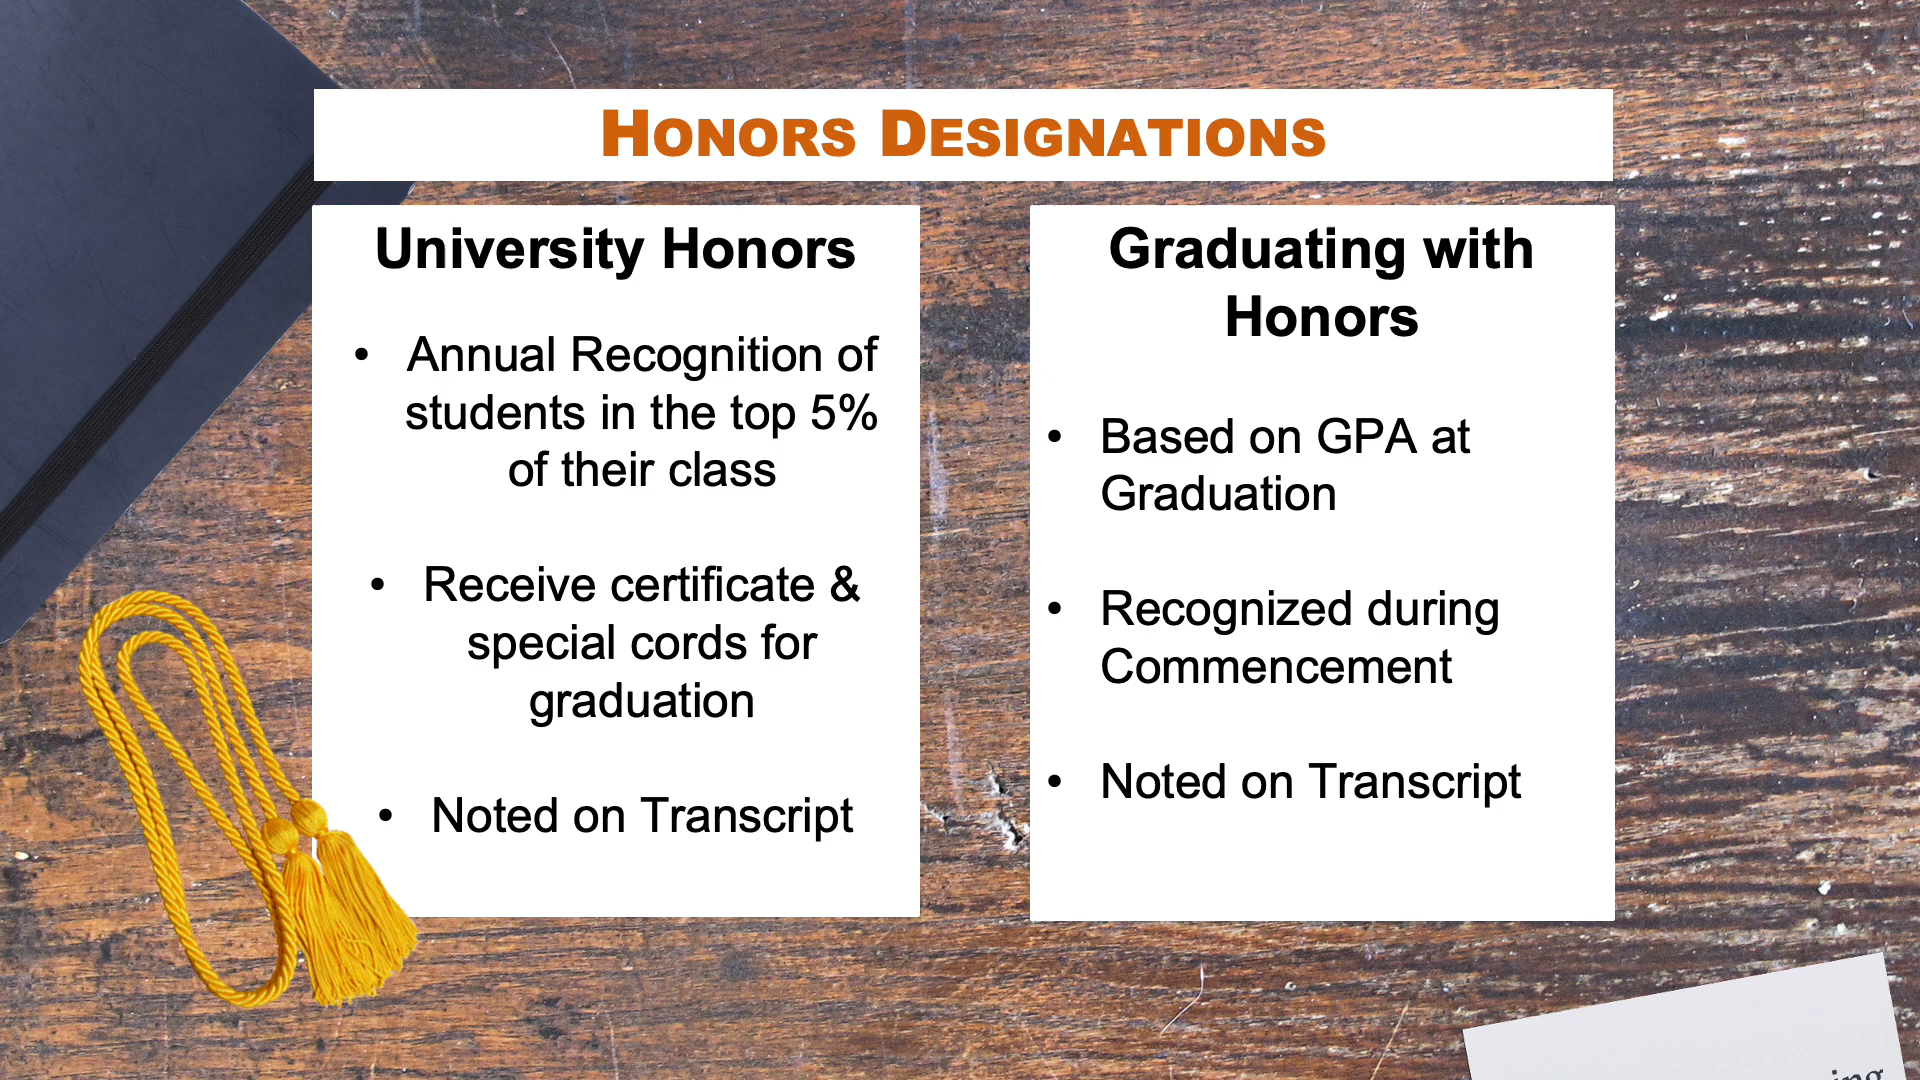 HONORS DESIGNATIONS
University Honors
• Annual Recognition of
students in the top 5%
of their class
• Receive certificate &
special cords for
graduation
• Noted on Transcript
Graduating with
Honors
• Based on GPA at
Graduation
• Recognized during
Commencement
• Noted on Transcript